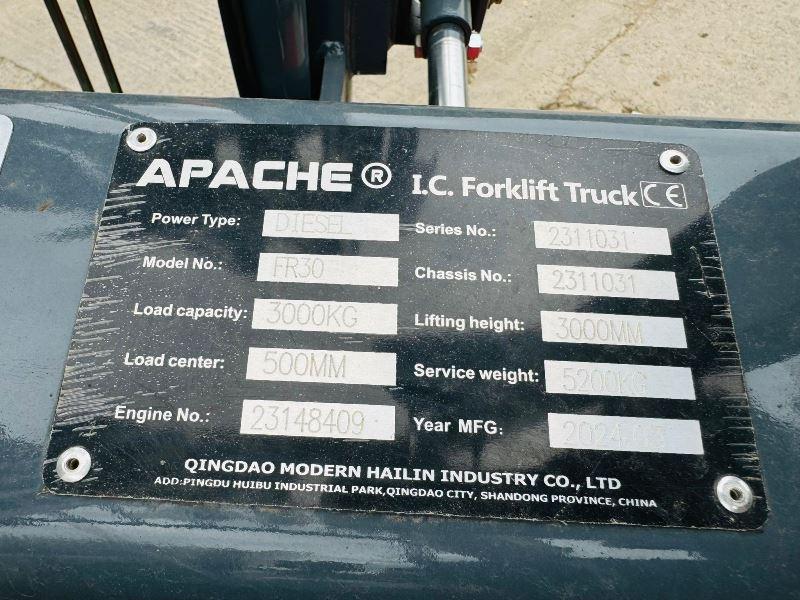 APACHE® I.C. Forklift Truck CE
Power Type: DIESEL Series No.: 2311031
Model No.: FR30 Chassis No.: 2311031
Load capacity: 3000KG Lifting height: 3000MM
Load center: 500MM Service weight: 5200KG
Engine No.: 23148409 Year MFG:
QINGDAO MODERN HAILIN INDUSTRY CO., LTD
ADD:PINGDU HUIBU INDUSTRIAL PARK,QINGDAO CITY, SHANDONG PROVINCE, CHINA